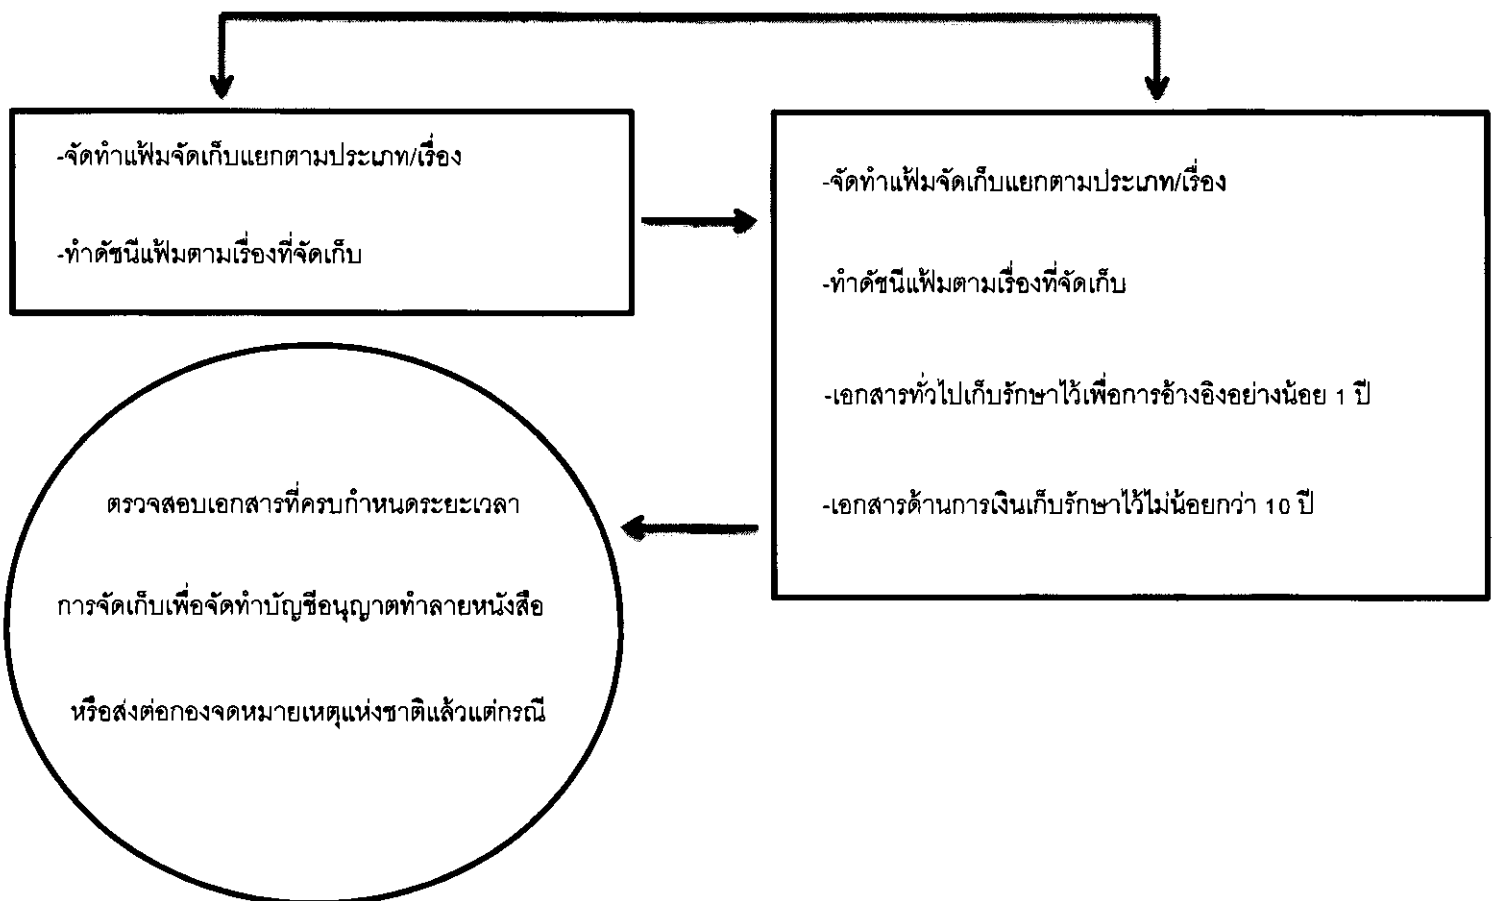 -จัดทำแฟ้มจัดเก็บแยกตามประเภท/เรื่อง
-ทำดัชนีแฟ้มตามเรื่องที่จัดเก็บ
-จัดทำแฟ้มจัดเก็บแยกตามประเภท/เรื่อง
-ทำดัชนีแฟ้มตามเรื่องที่จัดเก็บ
-เอกสารทั่วไปเก็บรักษาไว้เพื่อการอ้างอิงอย่างน้อย 1 ปี
-เอกสารด้านการเงินเก็บรักษาไว้ไม่น้อยกว่า 10 ปี
ตรวจสอบเอกสารที่ครบกำหนดระยะเวลา
การจัดเก็บเพื่อจัดทำบัญชีอนุญาตทำลายหนังสือ
หรือส่งต่อกองจดหมายเหตุแห่งชาติแล้วแต่กรณี